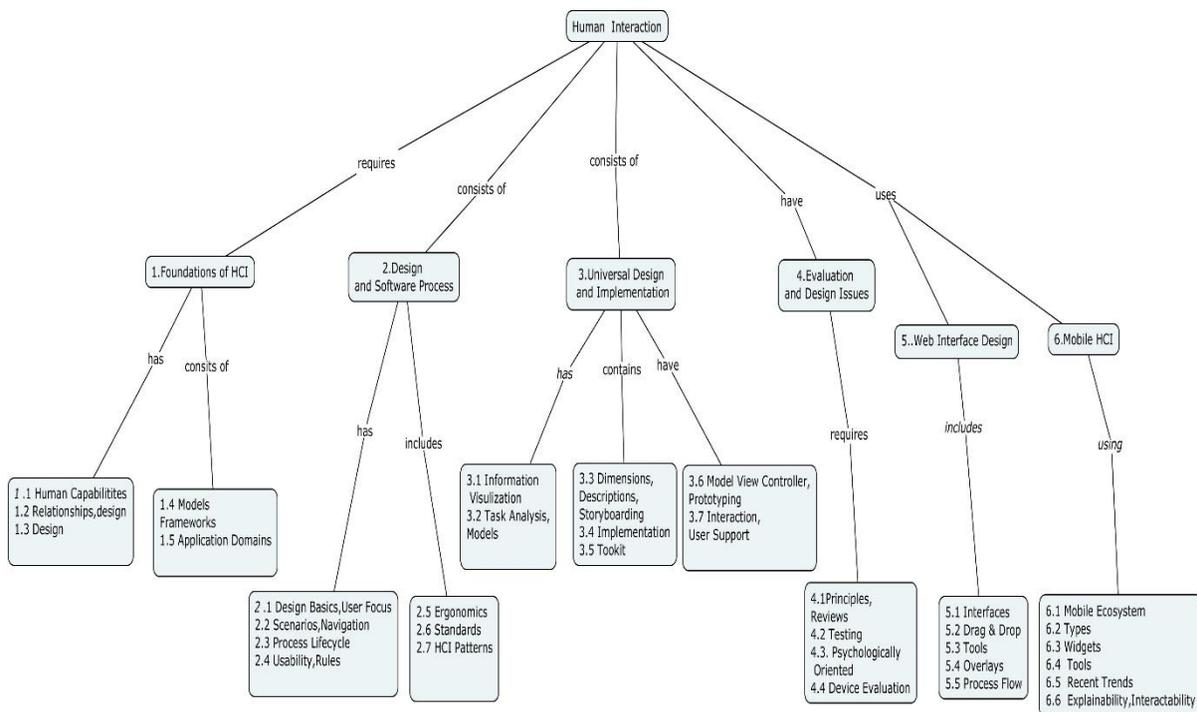 Human Interaction
requires
consists of
consists of
have
uses
1.Foundations of HCI
2.Design
and Software Process
3.Universal Design
and Implementation
4.Evaluation
and Design Issues
5..Web Interface Design
6.Mobile HCI
has
consits of
has
includes
has
contains
have
requires
includes
using
1 .1 Human Capabilitites
1.2 Relationships,design
1.3 Design
1.4 Models
Frameworks
1.5 Application Domains
2 .1 Design Basics,User Focus
2.2 Scenarios,Navigation
2.3 Process Lifecycle
2.4 Usability,Rules
2.5 Ergonomics
2.6 Standards
2.7 HCI Patterns
3.1 Information
Visulization
3.2 Task Analysis,
Models
3.3 Dimensions,
Descriptions,
Storyboarding
3.4 Implementation
3.5 Tookit
3.6 Model View Controller,
Prototyping
3.7 Interaction,
User Support
4.1Principles,
Reviews
4.2 Testing
4.3. Psychologically
Oriented
4.4 Device Evaluation
5.1 Interfaces
5.2 Drag & Drop
5.3 Tools
5.4 Overlays
5.5 Process Flow
6.1 Mobile Ecosystem
6.2 Types
6.3 Widgets
6.4 Tools
6.5 Recent Trends
6.6 Explainability,Interactability